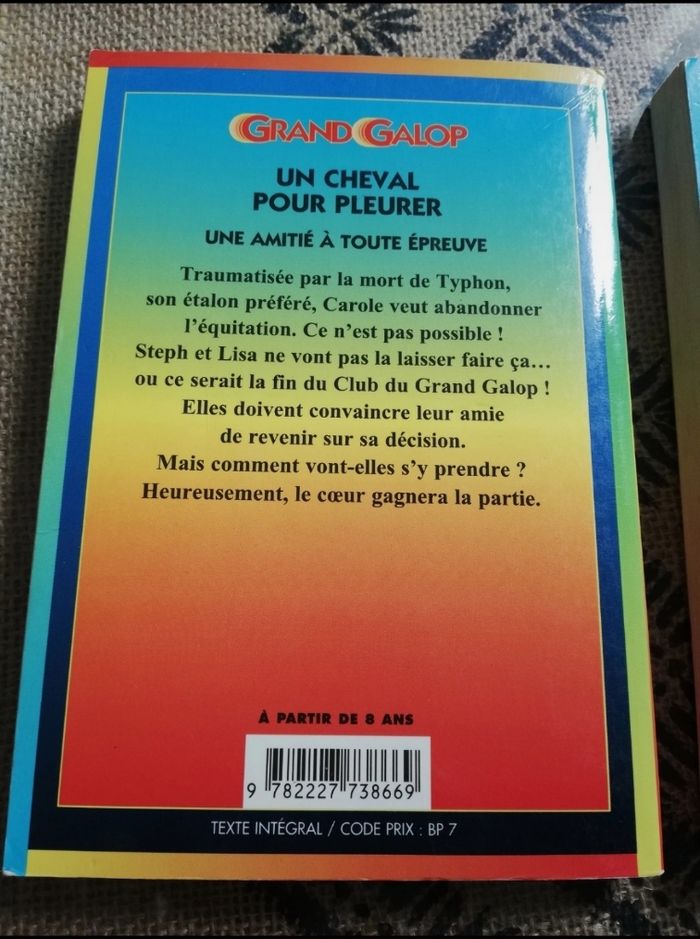 GRAND GALOP
UN CHEVAL
POUR PLEURER
UNE AMITIÉ À TOUTE ÉPREUVE
Traumatisée par la mort de Typhon,
son étalon préféré, Carole veut abandonner
l'équitation. Ce n'est pas possible !
Steph et Lisa ne vont pas la laisser faire ça...
ou ce serait la fin du Club du Grand Galop !
Elles doivent convaincre leur amie
de revenir sur sa décision.
Mais comment vont-elles s'y prendre ?
Heureusement, le cœur gagnera la partie.
À PARTIR DE 8 ANS
9 782227 738669
TEXTE INTÉGRAL / CODE PRIX : BP 7